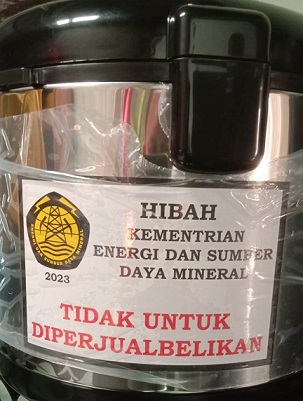 HIBAH
KEMENTRIAN
ENERGI DAN SUMBER
DAYA MINERAL
2023
TIDAK UNTUK
DIPERJUALBELIKAN